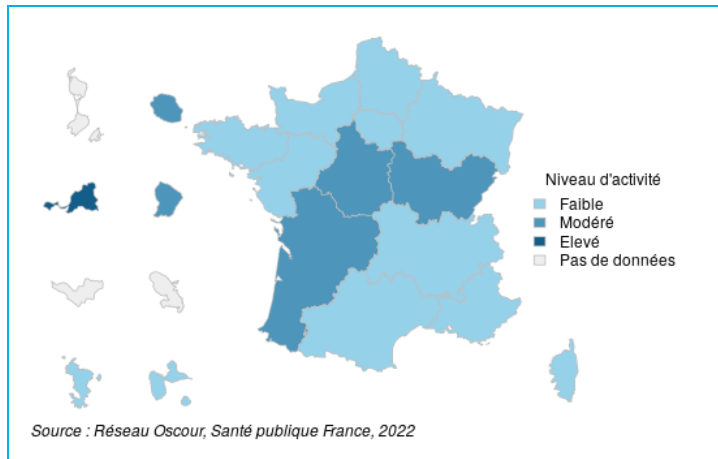 Niveau d'activité
Faible
Modéré
Elevé
Pas de données
Source : Réseau Oscour, Santé publique France, 2022